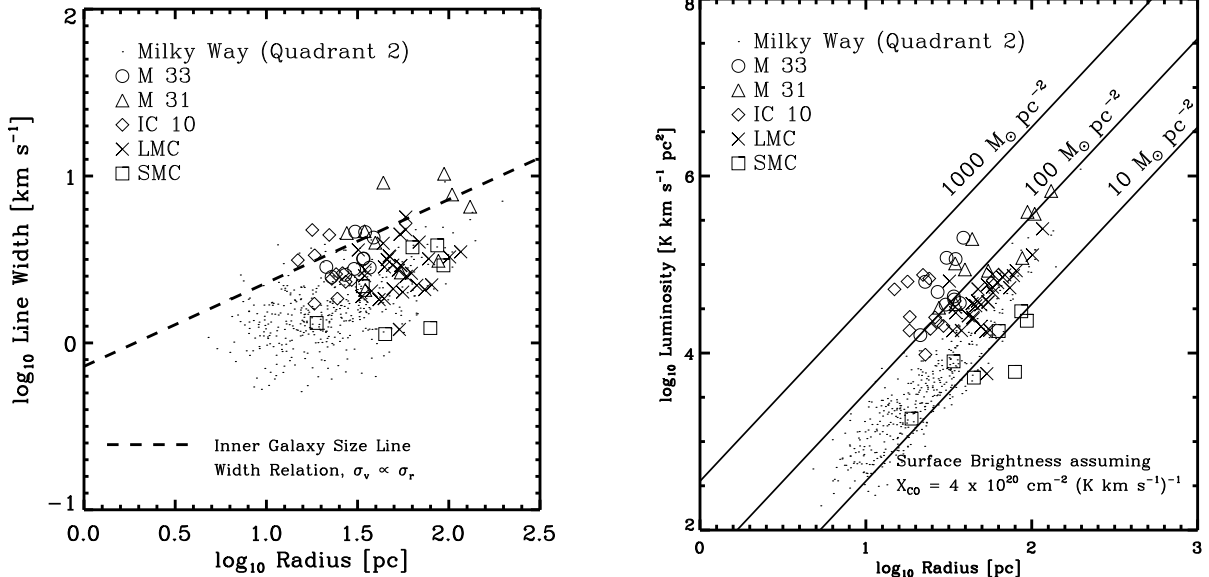 2
1
0
-1
log₁₀ Line Width [km s⁻¹]
Milky Way (Quadrant 2)
M 33
M 31
IC 10
LMC
SMC
Inner Galaxy Size Line
Width Relation, σᵥ ∝ σᵣ
0.0 0.5 1.0 1.5 2.0 2.5
log₁₀ Radius [pc]
8
6
4
2
log₁₀ Luminosity [K km s⁻¹ pc²]
Milky Way (Quadrant 2)
M 33
M 31
IC 10
LMC
SMC
1000 M⊙ pc⁻²
100 M⊙ pc⁻²
10 M⊙ pc⁻²
Surface Brightness assuming
X_CO = 4 x 10²⁰ cm⁻² (K km s⁻¹)⁻¹
0 1 2 3
log₁₀ Radius [pc]